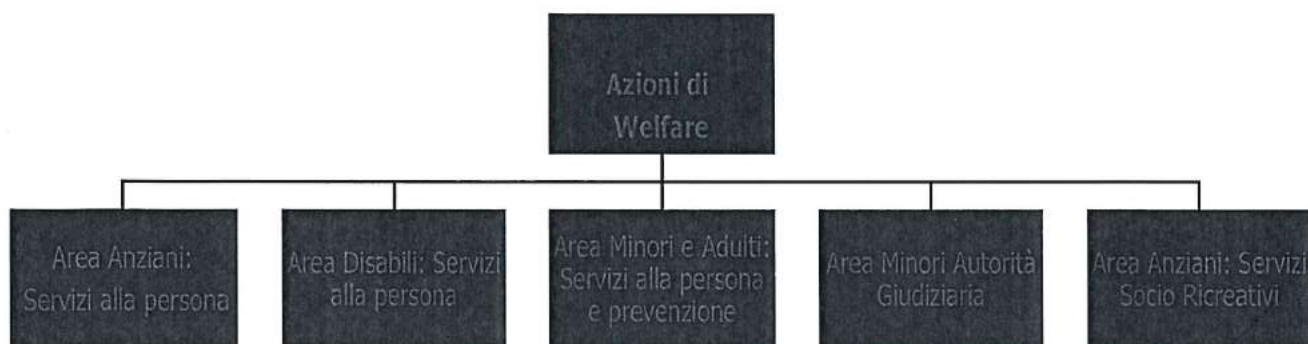 Azioni di
Welfare
Area Anziani:
Servizi alla persona
Area Disabili: Servizi
alla persona
Area Minori e Adulti:
Servizi alla persona
e prevenzione
Area Minori Autorità
Giudiziaria
Area Anziani: Servizi
Socio Ricreativi